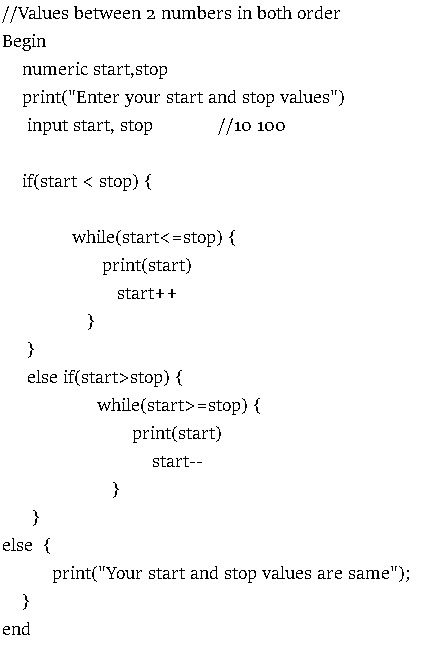 //Values between 2 numbers in both order
Begin
numeric start,stop
print("Enter your start and stop values")
input start, stop //10 100
if(start < stop) {
while(start<=stop) {
print(start)
start++
}
}
else if(start>stop) {
while(start>=stop) {
print(start)
start--
}
}
else {
print("Your start and stop values are same");
}
end